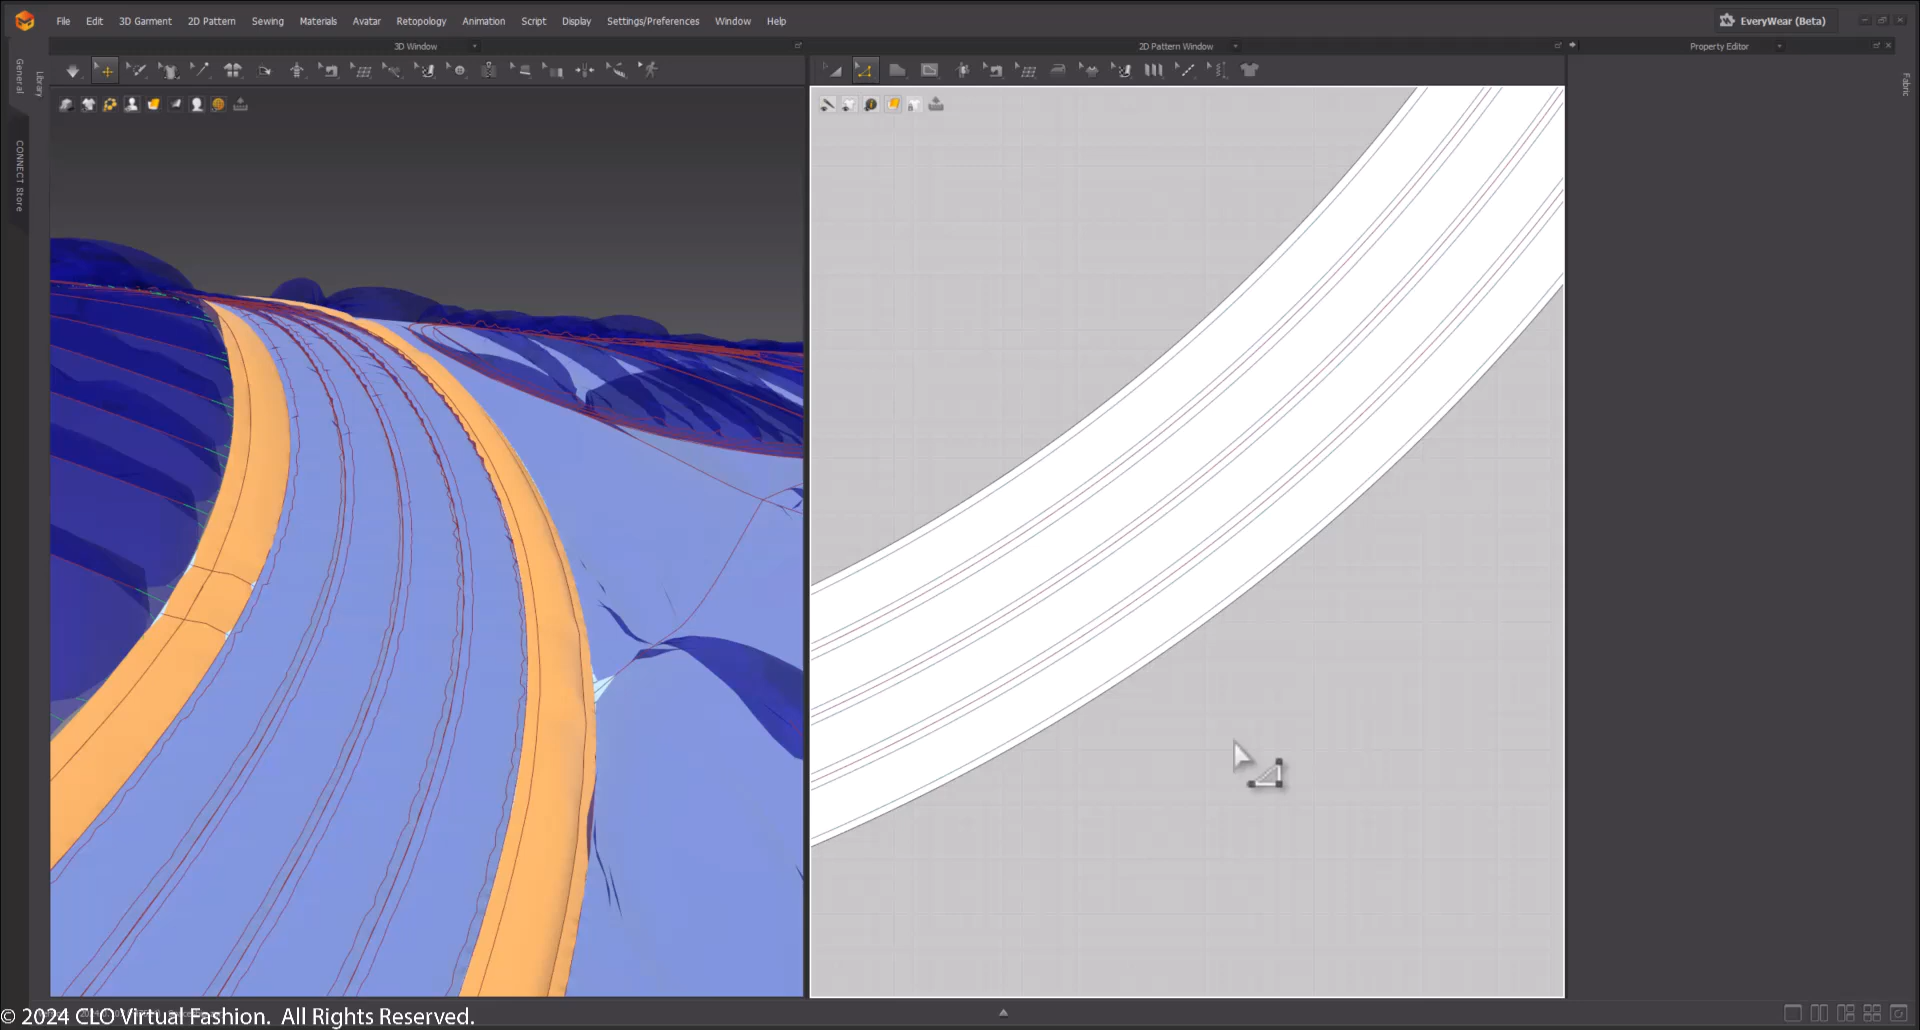 File Edit 3D Garment 2D Pattern Sewing Materials Avatar Retopology Animation Script Display Settings/Preferences Window Help EveryWear (Beta)
3D Window 2D Pattern Window Property Editor
General
Library
CONNECT Store
Fabric
© 2024 CLO Virtual Fashion. All Rights Reserved.